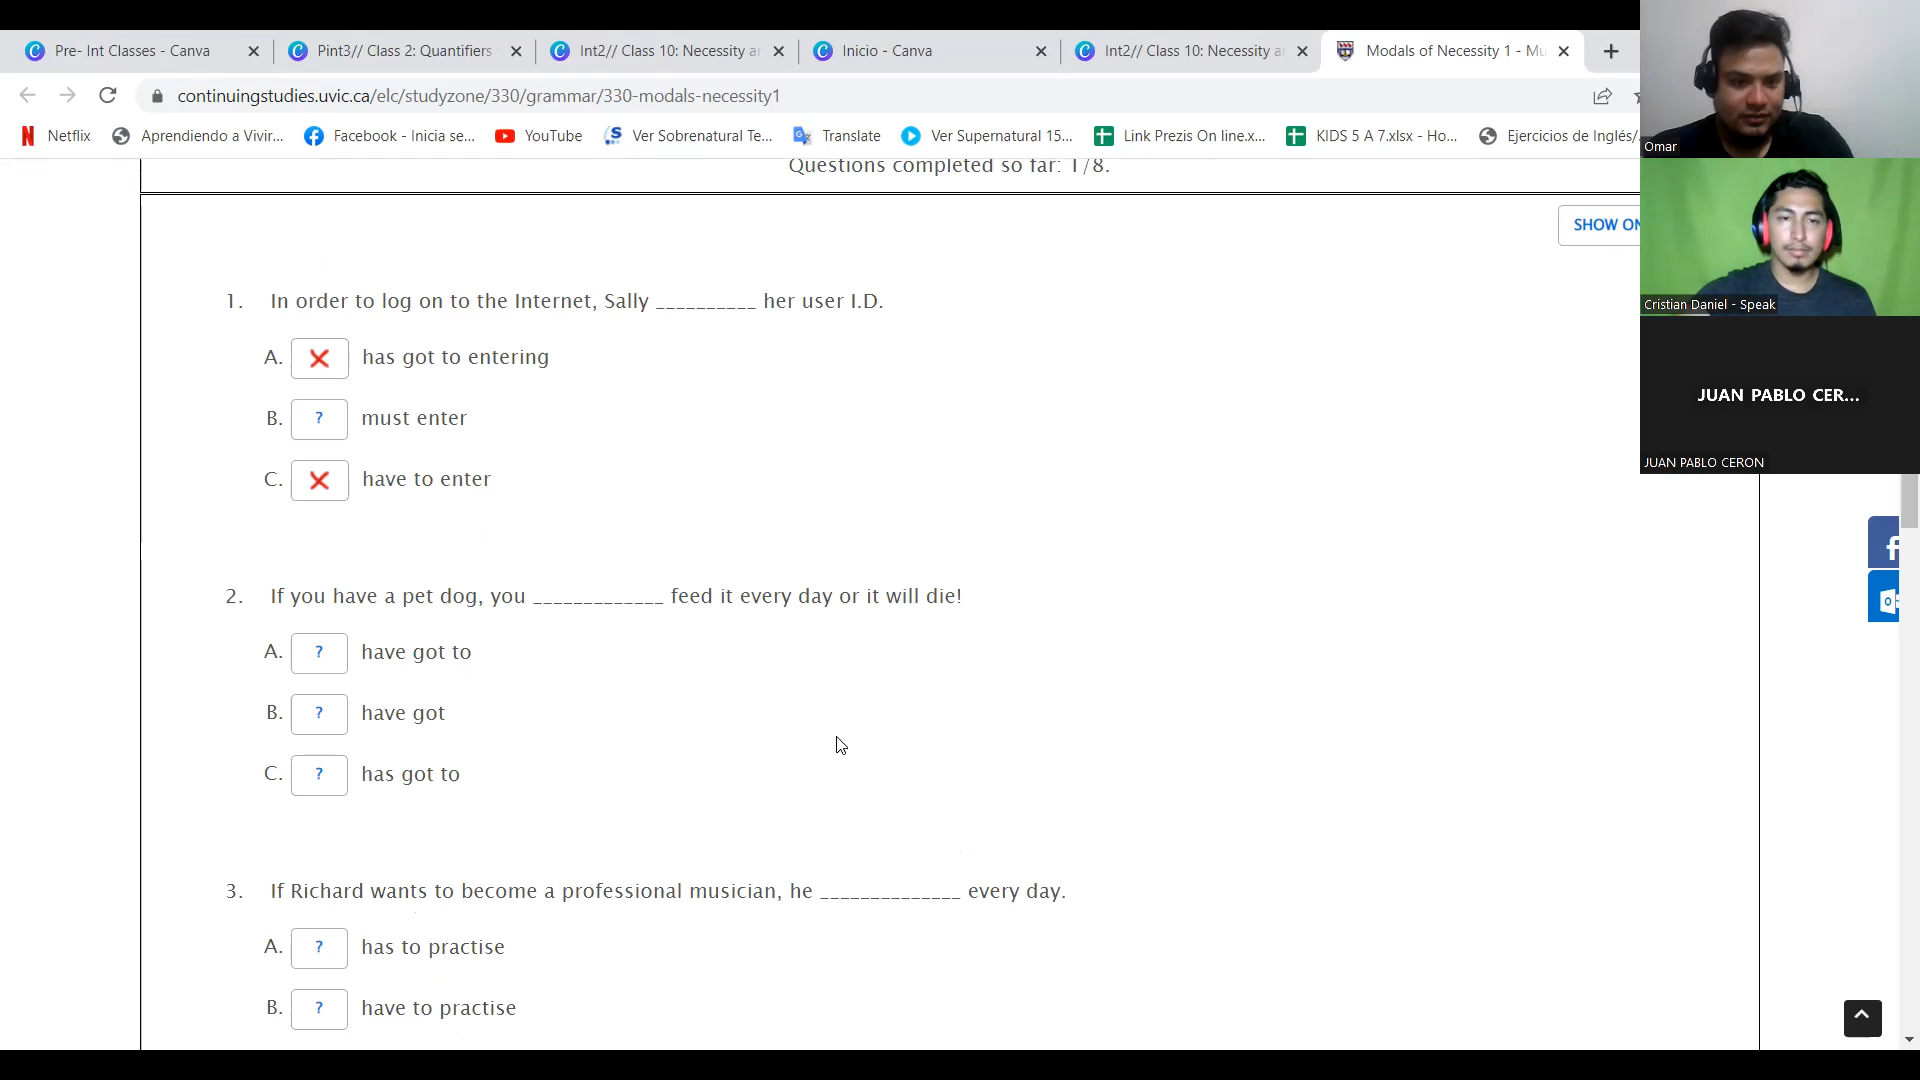 Pre- Int Classes - Canva
Pint3// Class 2: Quantifiers
Int2// Class 10: Necessity a
Inicio - Canva
Int2// Class 10: Necessity a
Modals of Necessity 1 - Mu
continuingstudies.uvic.ca/elc/studyzone/330/grammar/330-modals-necessity1
Netflix
Aprendiendo a Vivir...
Facebook - Inicia se...
YouTube
Ver Sobrenatural Te...
Translate
Ver Supernatural 15...
Link Prezis On line.x...
KIDS 5 A 7.xlsx - Ho...
Ejercicios de Inglés/
Questions completed so far: 1/8.
SHOW ON
1. In order to log on to the Internet, Sally __________ her user I.D.
A. has got to entering
B. ? must enter
C. have to enter
2. If you have a pet dog, you _____________ feed it every day or it will die!
A. ? have got to
B. ? have got
C. ? has got to
3. If Richard wants to become a professional musician, he ______________ every day.
A. ? has to practise
B. ? have to practise
Omar
Cristian Daniel - Speak
JUAN PABLO CER...
JUAN PABLO CERON